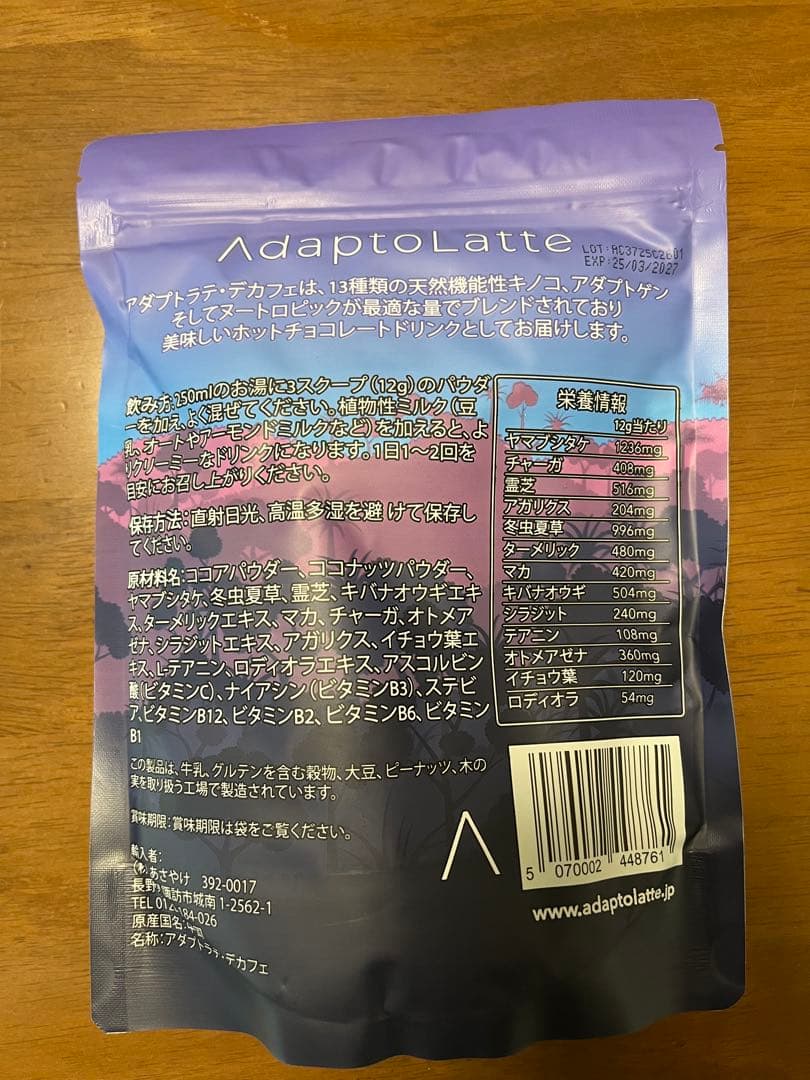 AdaptoLatte
LOT:AC3725C2601
EXP:25/03/2027
アダプトラテ・デカフェは、13種類の天然機能性キノコ、アダプトゲン
そしてヌートロピックが最適な量でブレンドされており
美味しいホットチョコレートドリンクとしてお届けします。
飲み方:250mlのお湯に3スクープ(12g)のパウダ
ーを加え、よく混ぜてください。植物性ミルク(豆
乳、オートやアーモンドミルクなど)を加えると、よ
りクリーミーなドリンクになります。1日1〜2回を
目安にお召し上がりください。
保存方法:直射日光、高温多湿を避けて保存し
てください。
原材料名:ココアパウダー、ココナッツパウダー、
ヤマブシタケ、冬虫夏草、霊芝、キバナオウギエキ
ス、ターメリックエキス、マカ、チャーガ、オトメア
ゼナ、シラジットエキス、アガリクス、イチョウ葉エ
キス、L-テアニン、ロディオラエキス、アスコルビン
酸(ビタミンC)、ナイアシン(ビタミンB3)、ステビ
ア、ビタミンB12、ビタミンB2、ビタミンB6、ビタミン
B1
この製品は、牛乳、グルテンを含む穀物、大豆、ピーナッツ、木の
実を取り扱う工場で製造されています。
賞味期限:賞味期限は袋をご覧ください。
輸入者:
(株)あさやけ 392-0017
長野 諏訪市城南 1-2562-1
TEL 84-026
原産国名:
名称:アダプトラテ・デカフェ
栄養情報
12g当たり
ヤマブシタケ 1236mg
チャーガ 408mg
霊芝 516mg
アガリクス 204mg
冬虫夏草 996mg
ターメリック 480mg
マカ 420mg
キバナオウギ 504mg
シラジット 240mg
テアニン 108mg
オトメアゼナ 360mg
イチョウ葉 120mg
ロディオラ 54mg
5 070002 448761
www.adaptolatte.jp